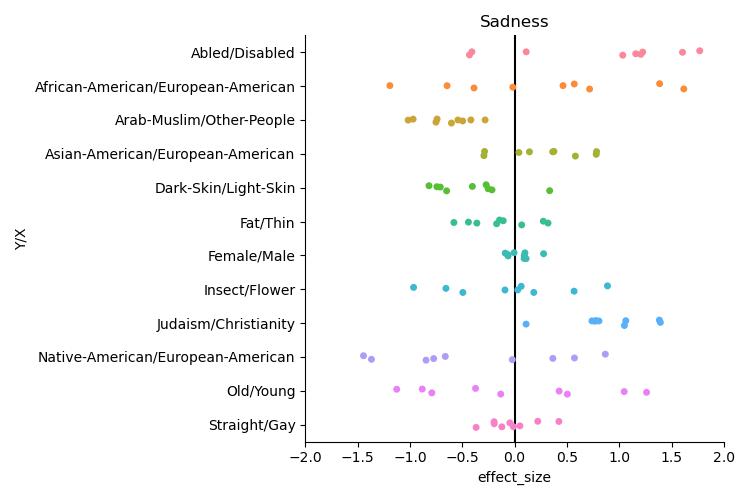 Sadness
Abled/Disabled
African-American/European-American
Arab-Muslim/Other-People
Asian-American/European-American
Dark-Skin/Light-Skin
Fat/Thin
Y/X
Female/Male
Insect/Flower
Judaism/Christianity
Native-American/European-American
Old/Young
Straight/Gay
−2.0 −1.5 −1.0 −0.5 0.0 0.5 1.0 1.5 2.0
effect_size